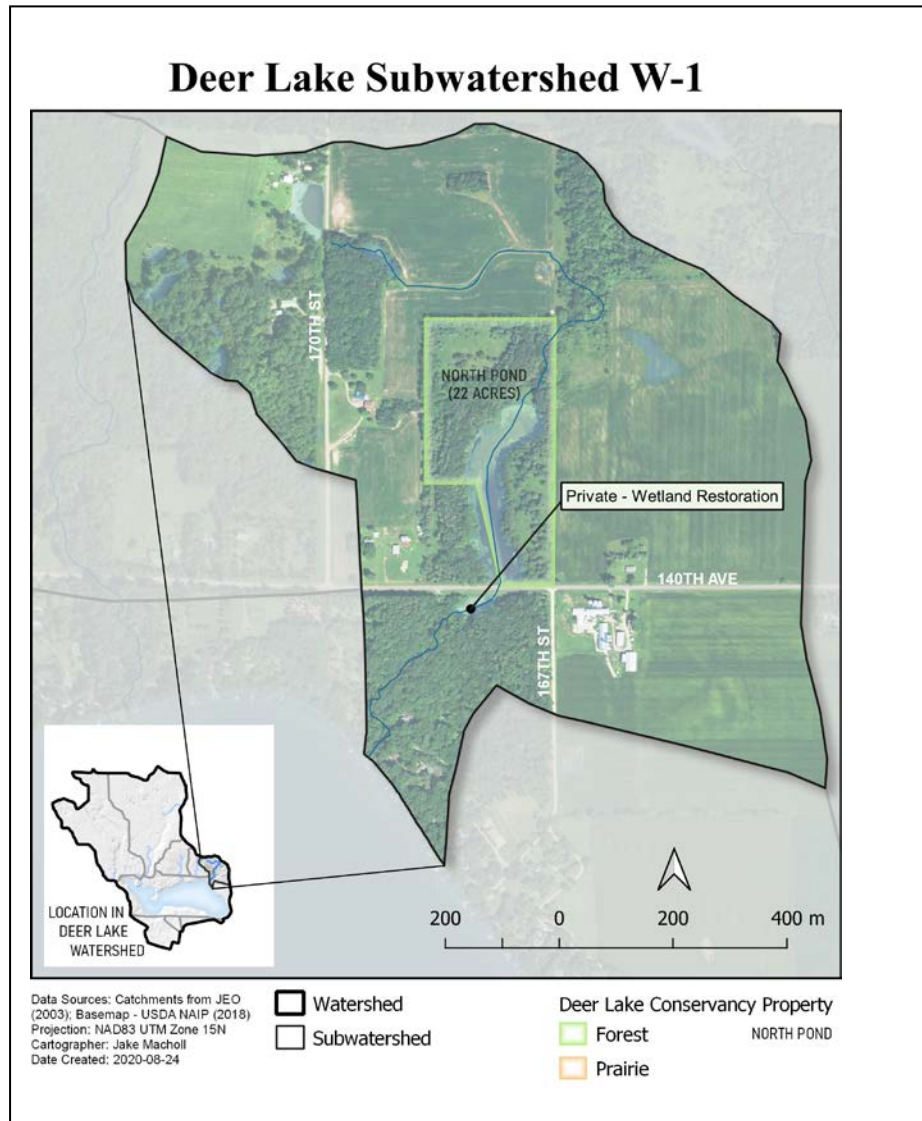 Deer Lake Subwatershed W-1
170TH ST
NORTH POND
(22 ACRES)
Private - Wetland Restoration
140TH AVE
167TH ST
LOCATION IN
DEER LAKE
WATERSHED
200 0 200 400 m
Data Sources: Catchments from JEO
(2003); Basemap - USDA NAIP (2018)
Projection: NAD83 UTM Zone 15N
Cartographer: Jake Macholl
Date Created: 2020-08-24
Watershed
Subwatershed
Deer Lake Conservancy Property
Forest
NORTH POND
Prairie